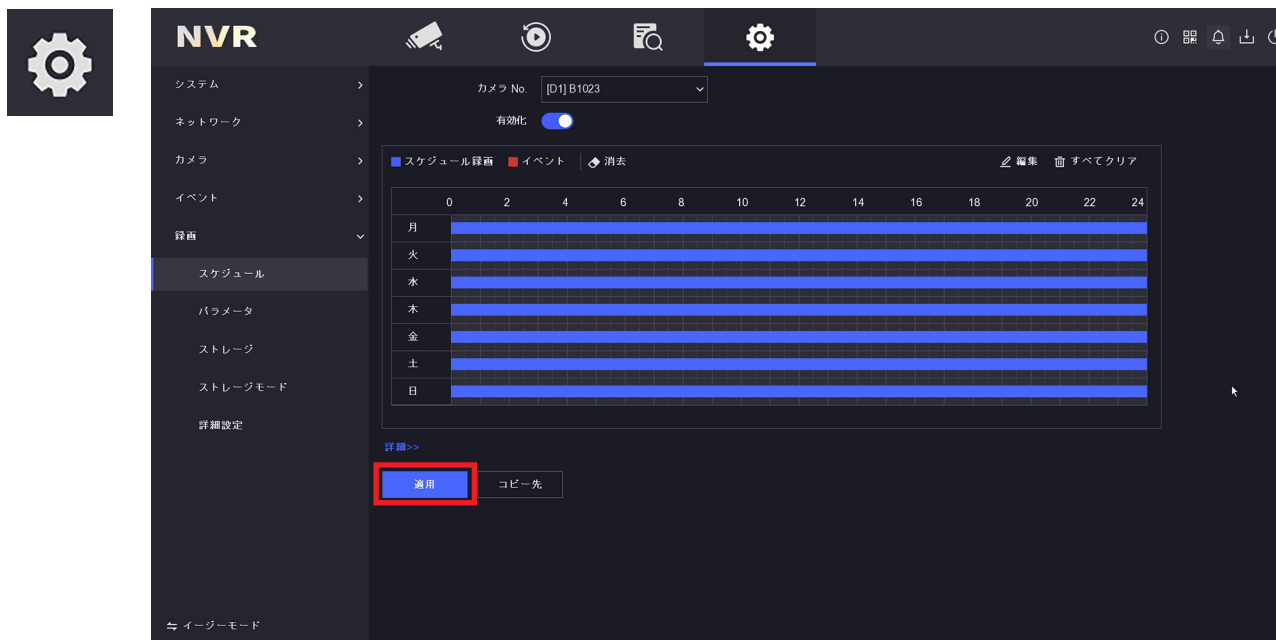 NVR
システム
ネットワーク
カメラ
イベント
録画
スケジュール
パラメータ
ストレージ
ストレージモード
詳細設定
イージーモード
カメラ No. [D1] B1023
有効化
スケジュール録画 イベント 消去 編集 すべてクリア
0 2 4 6 8 10 12 14 16 18 20 22 24
月
火
水
木
金
土
日
詳細>>
適用 コピー先